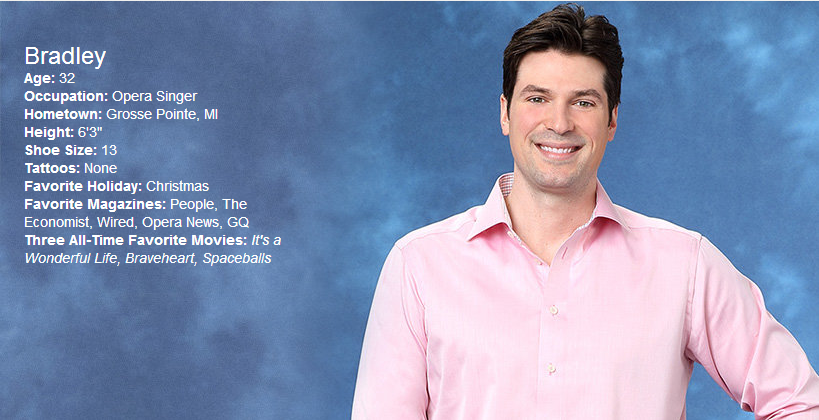 Bradley
Age: 32
Occupation: Opera Singer
Hometown: Grosse Pointe, MI
Height: 6'3"
Shoe Size: 13
Tattoos: None
Favorite Holiday: Christmas
Favorite Magazines: People, The
Economist, Wired, Opera News, GQ
Three All-Time Favorite Movies: It's a
Wonderful Life, Braveheart, Spaceballs